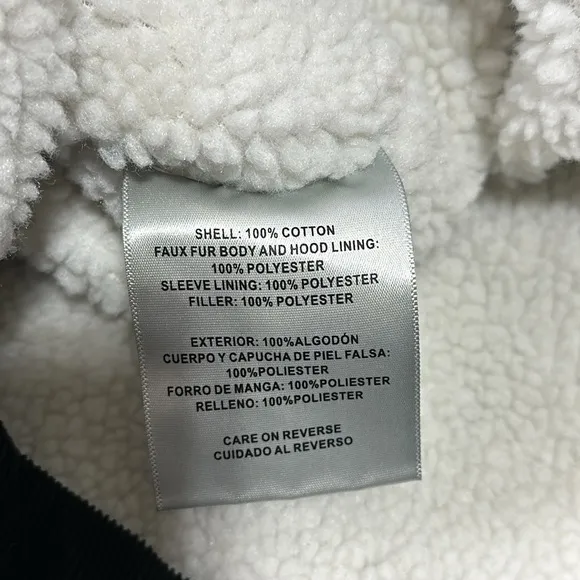 SHELL: 100% COTTON
FAUX FUR BODY AND HOOD LINING:
100% POLYESTER
SLEEVE LINING: 100% POLYESTER
FILLER: 100% POLYESTER
EXTERIOR: 100%ALGODÓN
CUERPO Y CAPUCHA DE PIEL FALSA:
100%POLIESTER
FORRO DE MANGA: 100%POLIESTER
RELLENO: 100%POLIESTER
CARE ON REVERSE
CUIDADO AL REVERSO